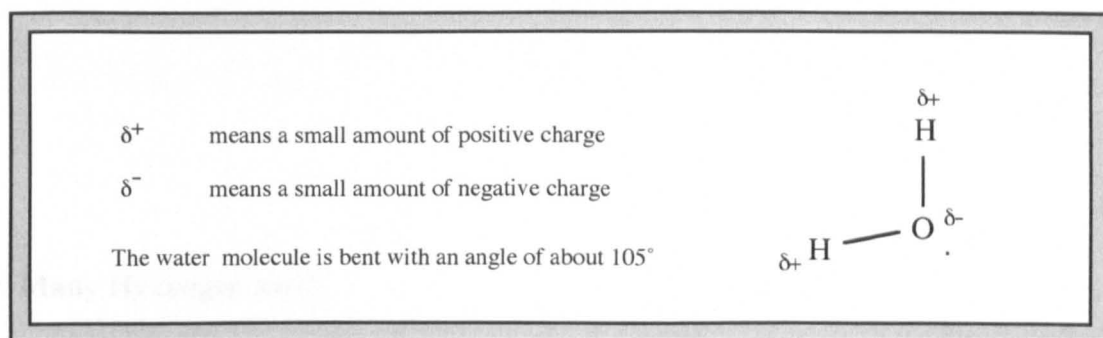 δ+ means a small amount of positive charge
δ- means a small amount of negative charge
The water molecule is bent with an angle of about 105°
δ+
H
O δ-
δ+ H